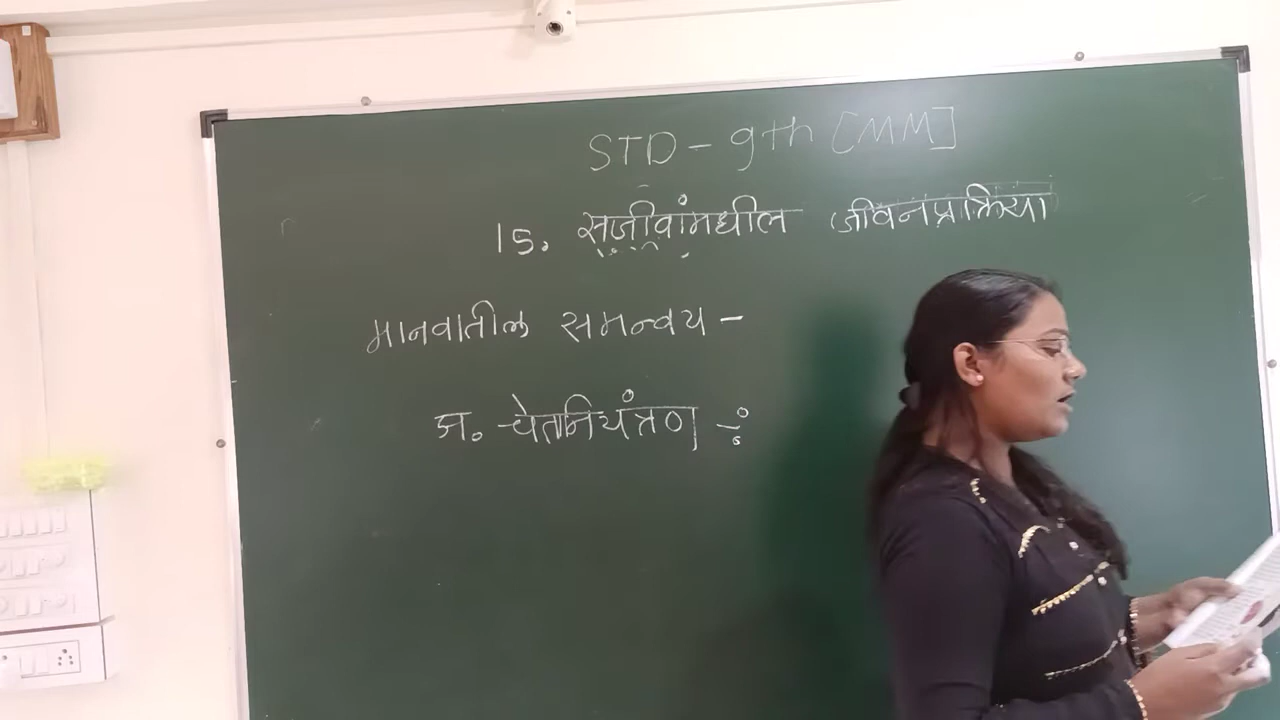 STD - 9th [MM]
15. सजीवांमधील जीवनप्रक्रिया
मानवातील समन्वय -
अ. चेतानियंत्रण -: